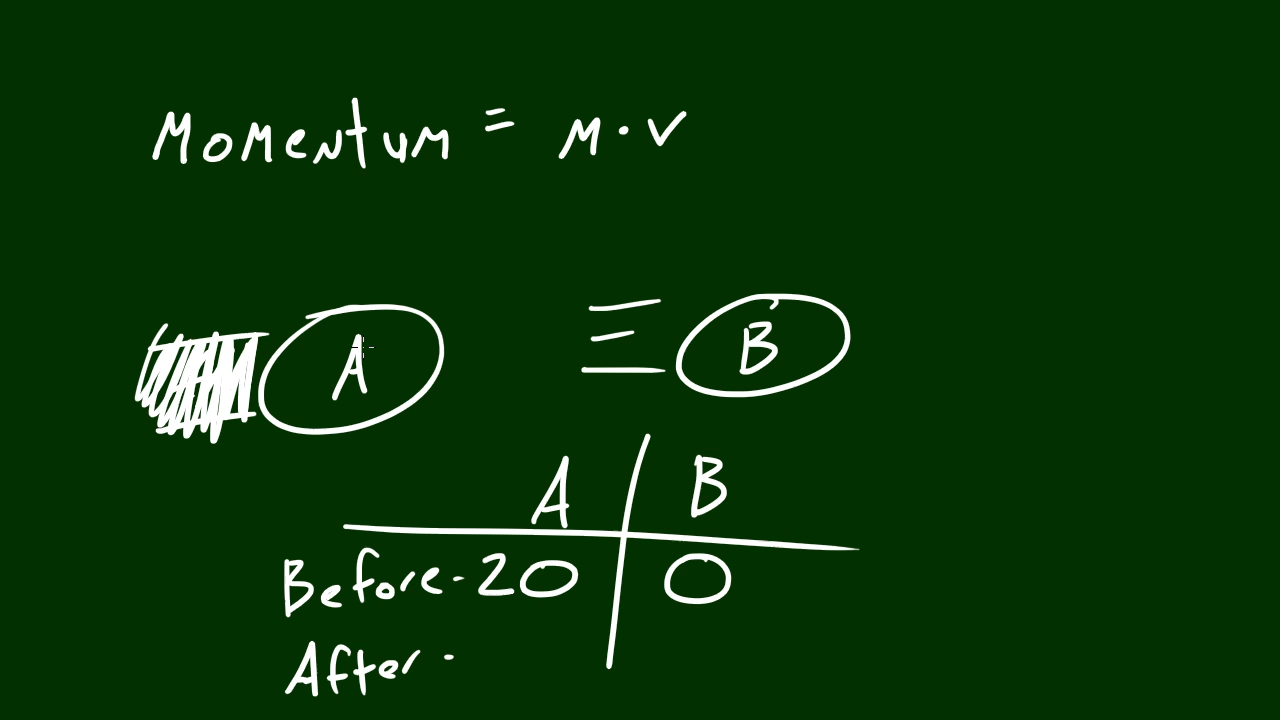 Momentum = m · v
A B
A B
Before - 20 0
After -